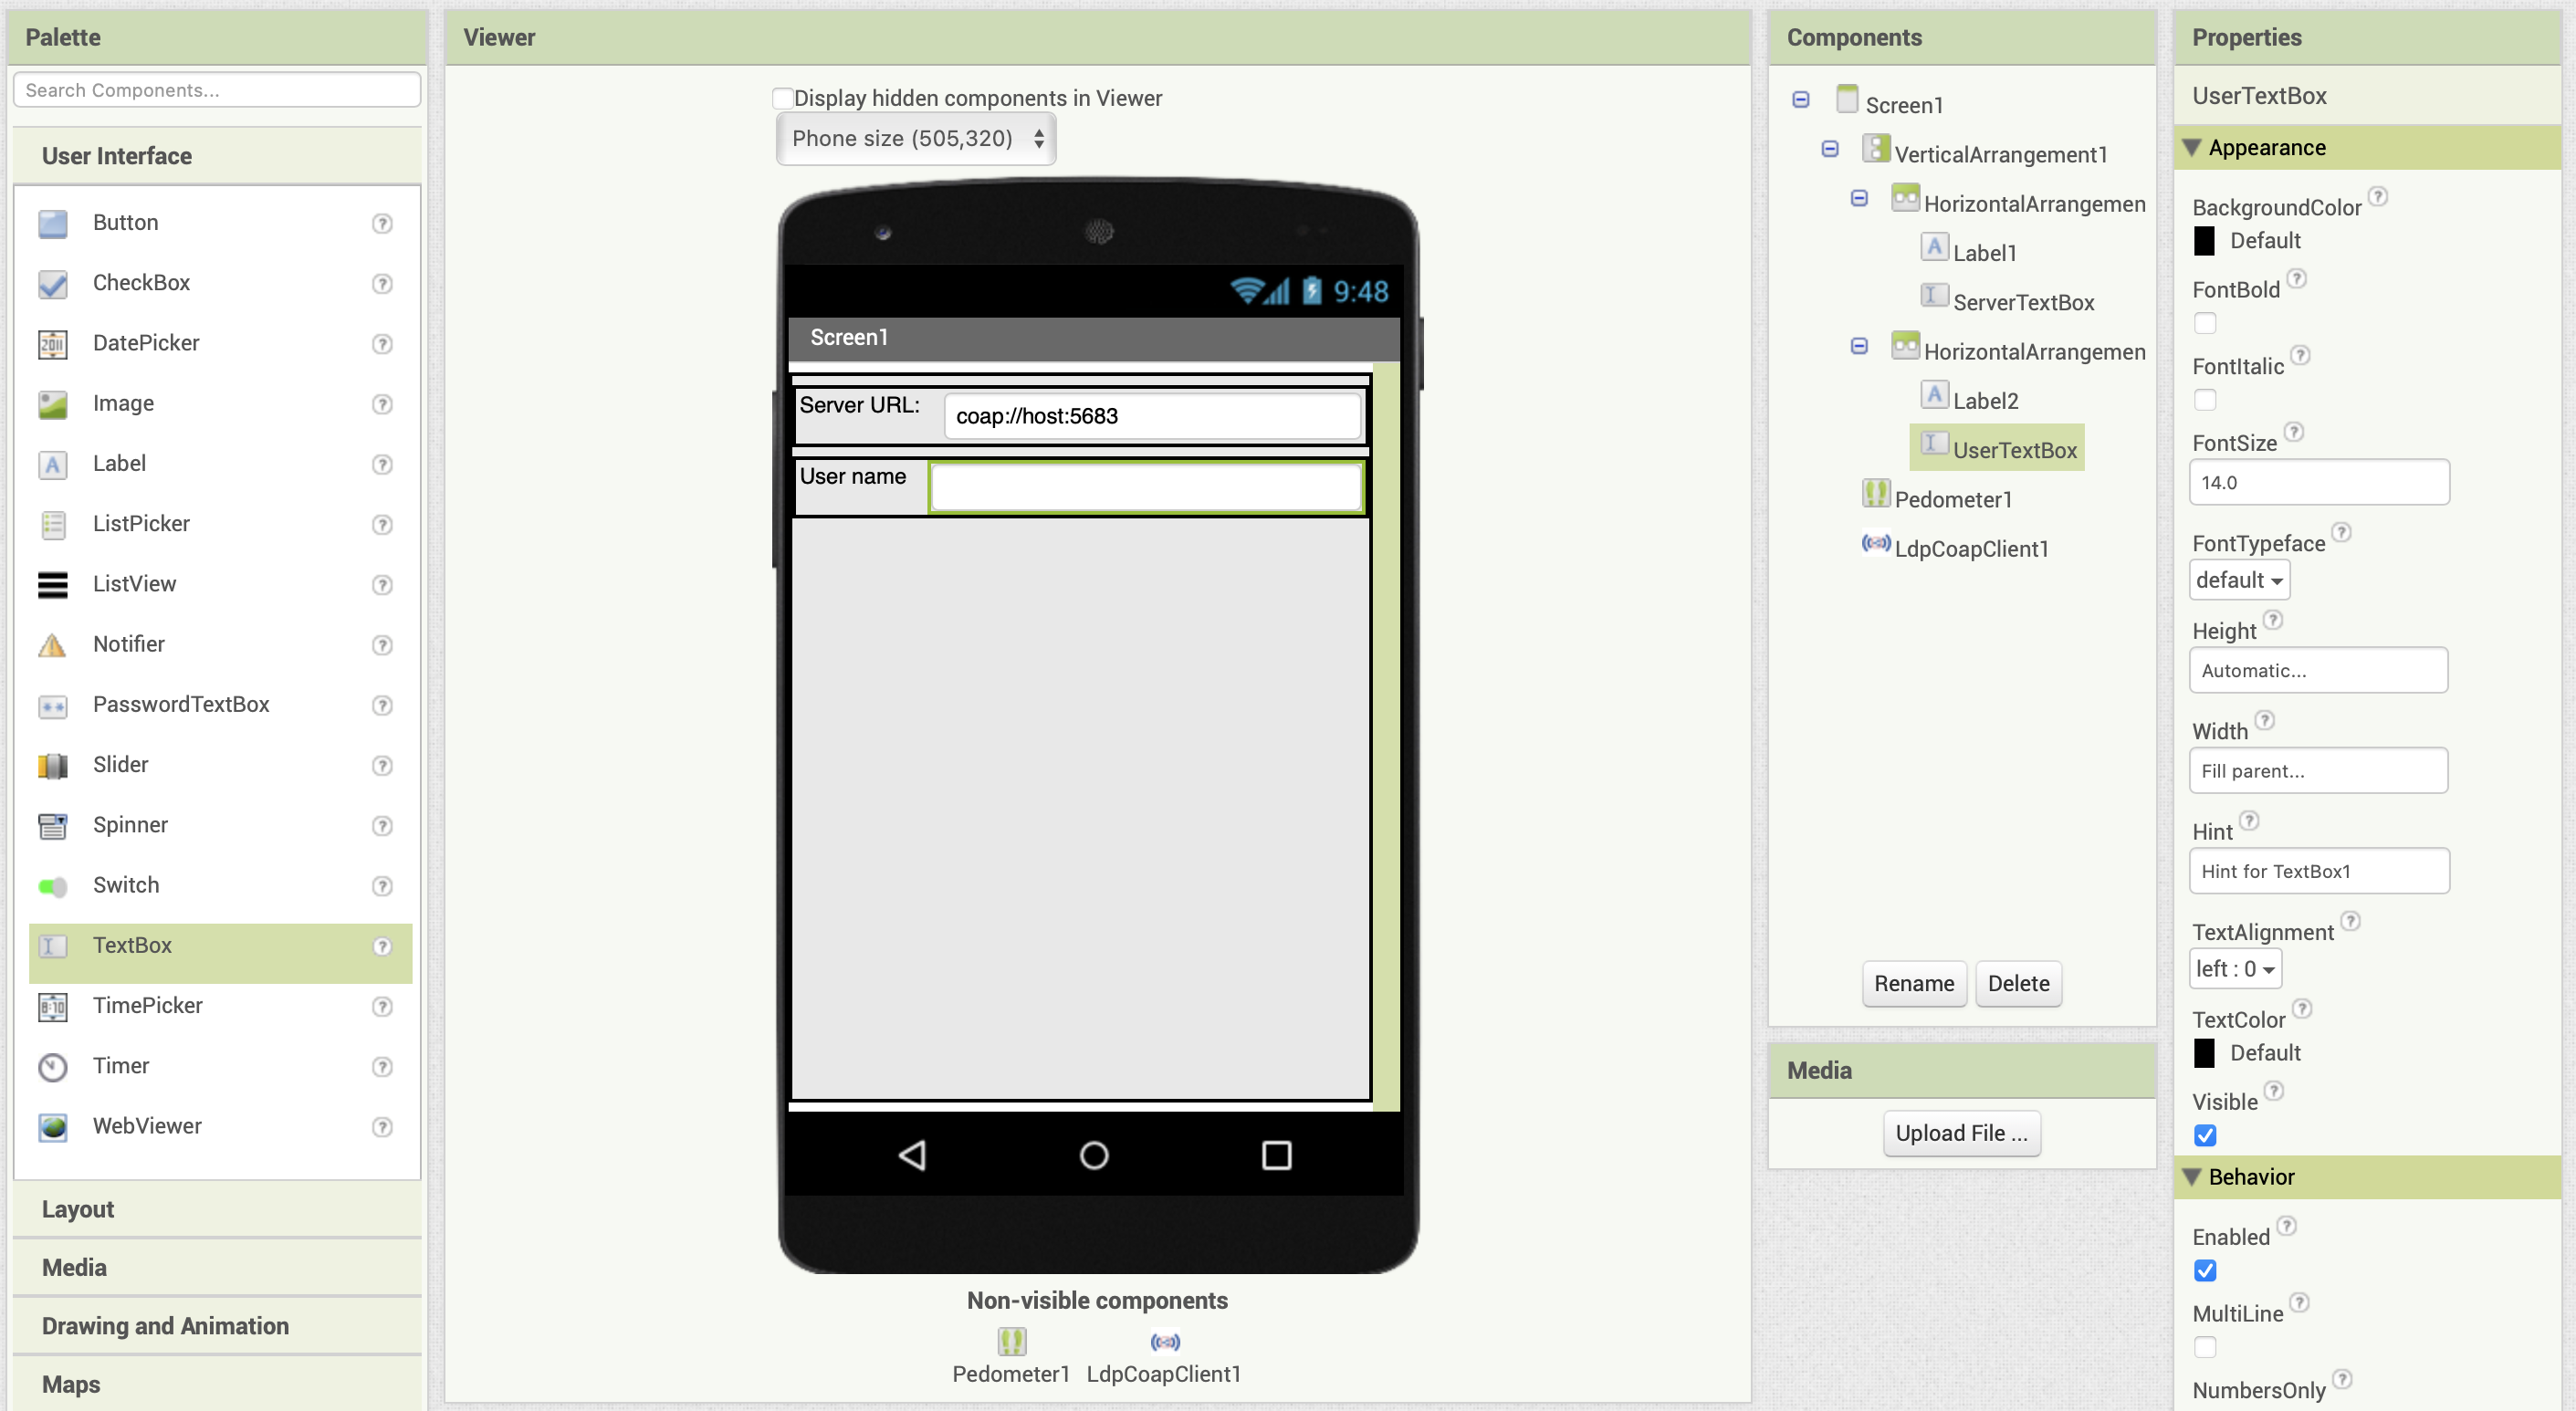 Palette
Search Components...
User Interface
Button
?
CheckBox
?
DatePicker
?
Image
?
Label
?
ListPicker
?
ListView
?
Notifier
?
PasswordTextBox
?
Slider
?
Spinner
?
Switch
?
TextBox
?
TimePicker
?
Timer
?
WebViewer
?
Layout
Media
Drawing and Animation
Maps
Viewer
Display hidden components in Viewer
Phone size (505,320)
9:48
Screen1
Server URL:
coap://host:5683
User name
Non-visible components
Pedometer1
LdpCoapClient1
Components
Screen1
VerticalArrangement1
HorizontalArrangemen
A Label1
ServerTextBox
HorizontalArrangemen
A Label2
UserTextBox
Pedometer1
LdpCoapClient1
Rename
Delete
Media
Upload File ...
Properties
UserTextBox
Appearance
BackgroundColor ?
Default
FontBold ?
FontItalic ?
FontSize ?
14.0
FontTypeface ?
default
Height ?
Automatic...
Width ?
Fill parent...
Hint ?
Hint for TextBox1
TextAlignment ?
left : 0
TextColor ?
Default
Visible ?
Behavior
Enabled ?
MultiLine ?
NumbersOnly ?